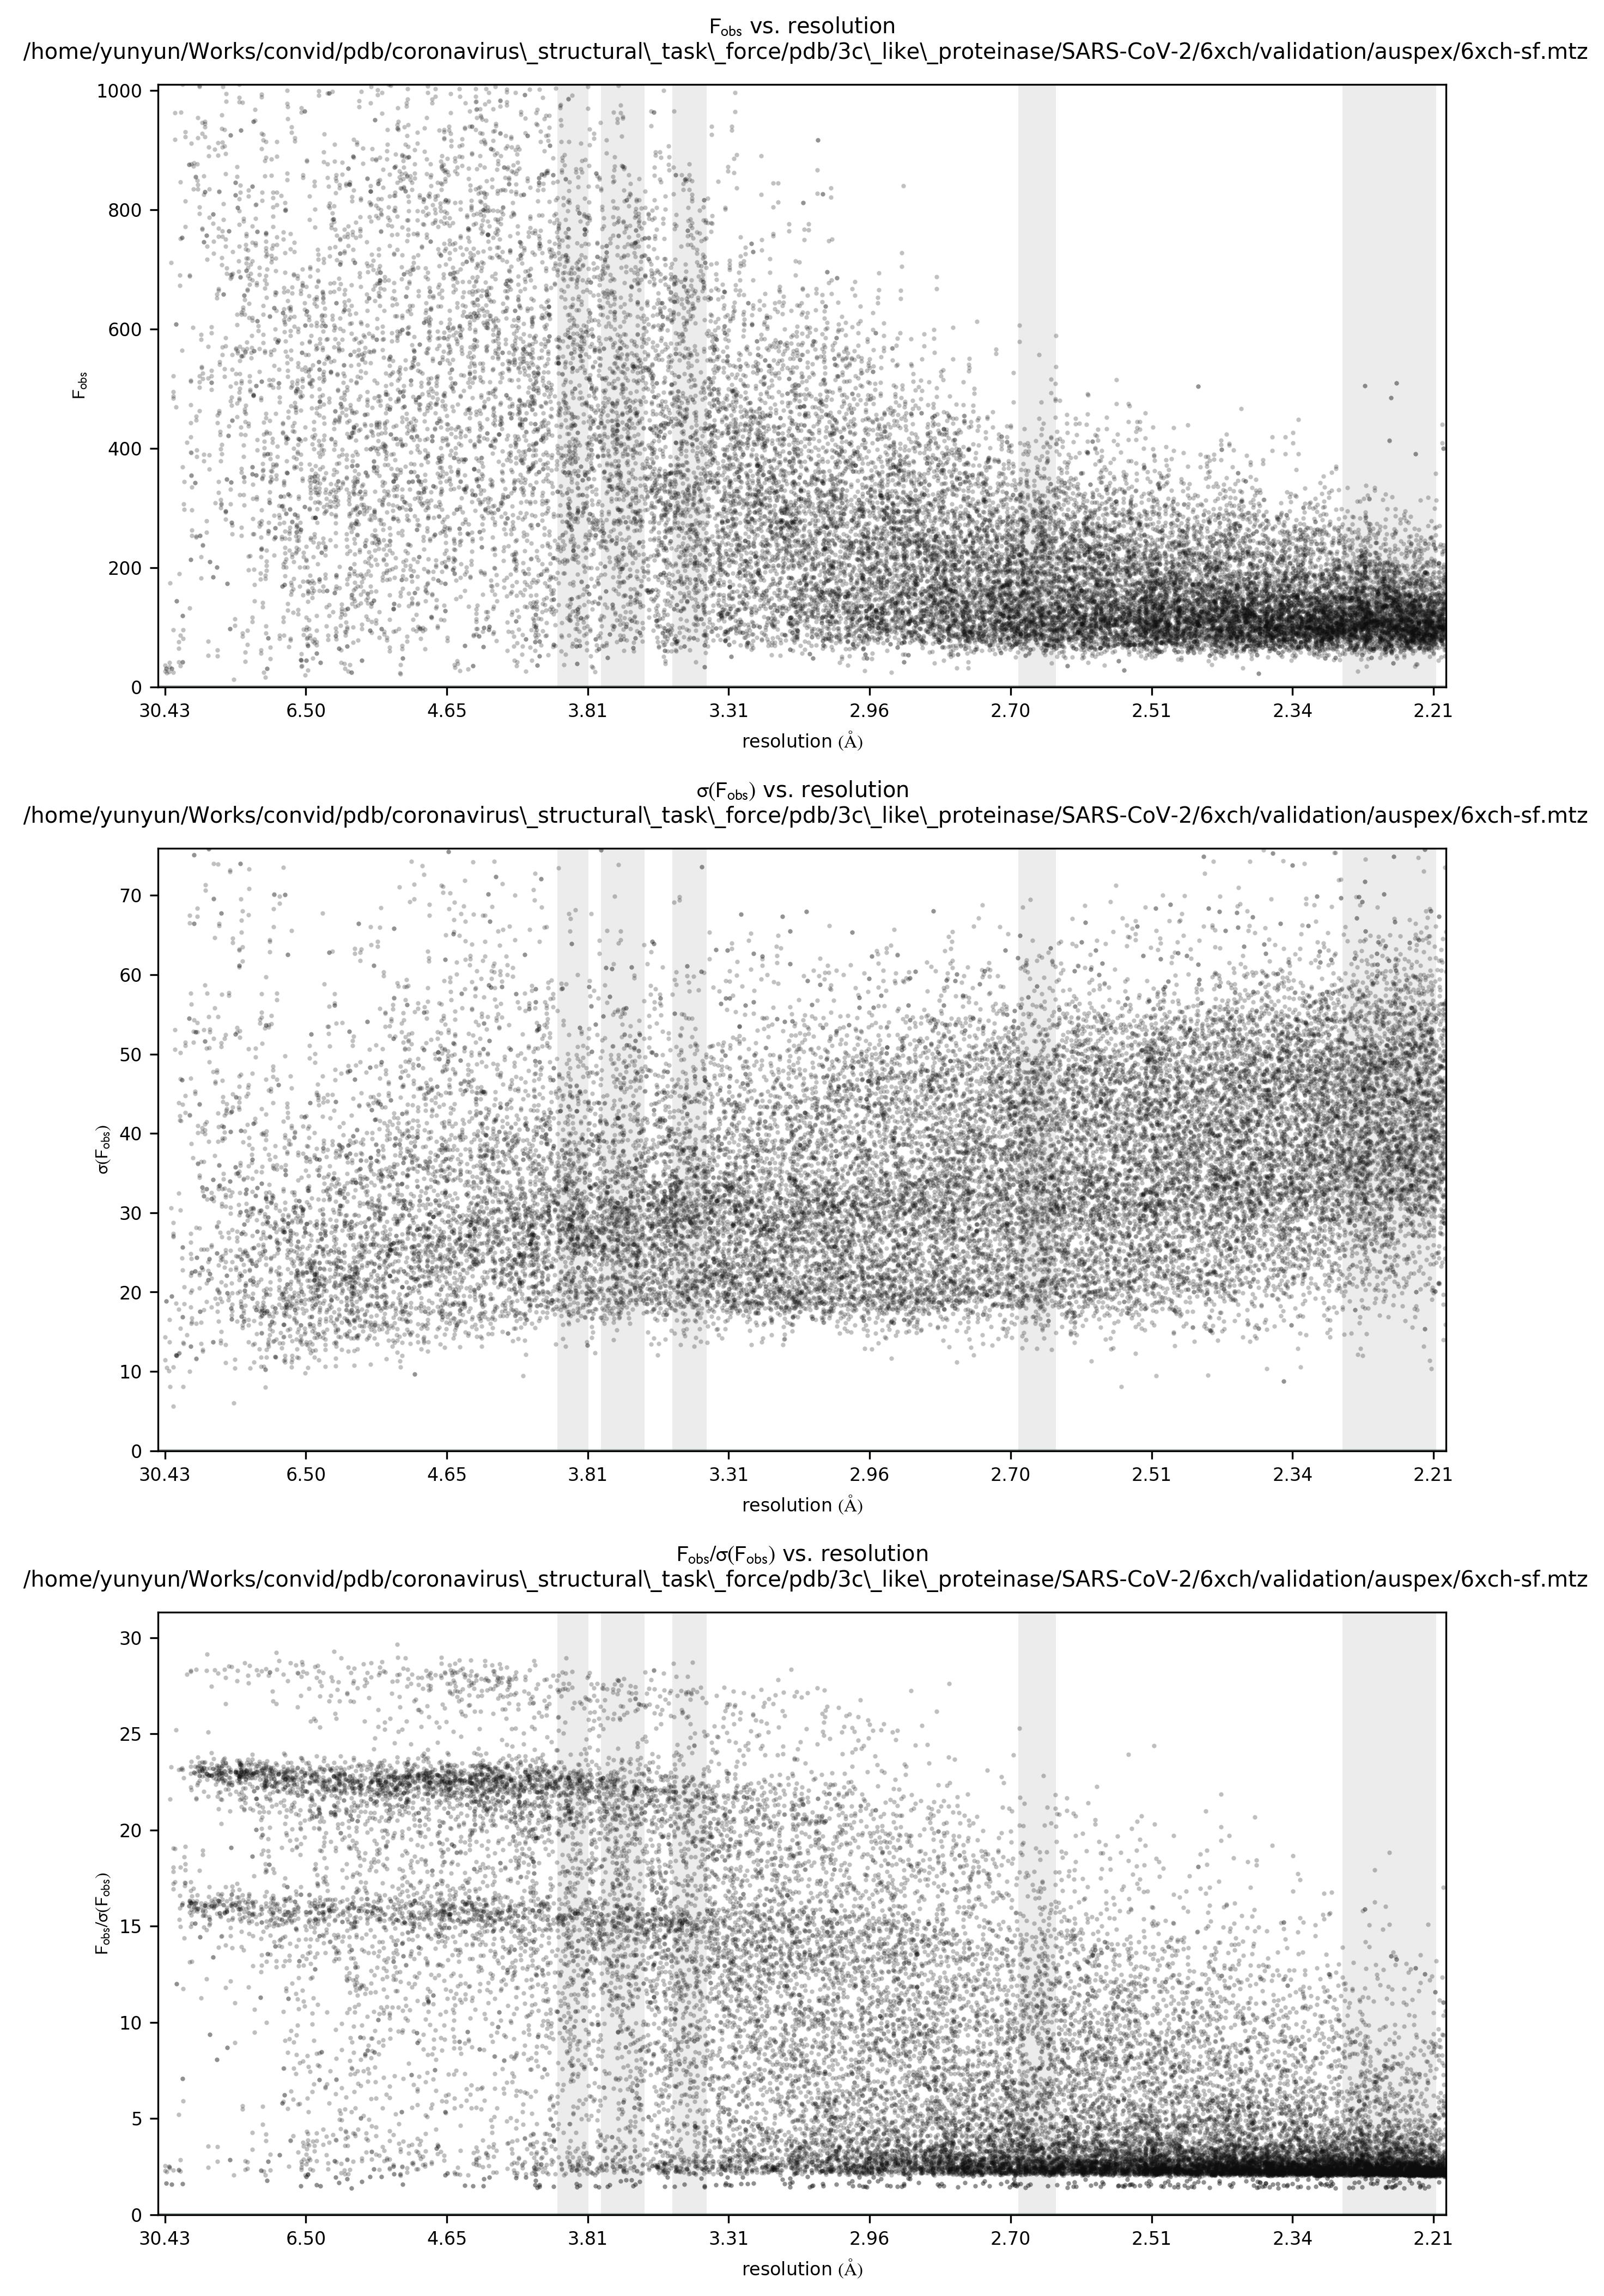 Fobs vs. resolution
/home/yunyun/Works/convid/pdb/coronavirus\_structural\_task\_force/pdb/3c\_like\_proteinase/SARS-CoV-2/6xch/validation/auspex/6xch-sf.mtz
1000
800
600
400
200
0
Fobs
30.43 6.50 4.65 3.81 3.31 2.96 2.70 2.51 2.34 2.21
resolution (Å)
σ(Fobs) vs. resolution
/home/yunyun/Works/convid/pdb/coronavirus\_structural\_task\_force/pdb/3c\_like\_proteinase/SARS-CoV-2/6xch/validation/auspex/6xch-sf.mtz
70
60
50
40
30
20
10
0
σ(Fobs)
30.43 6.50 4.65 3.81 3.31 2.96 2.70 2.51 2.34 2.21
resolution (Å)
Fobs/σ(Fobs) vs. resolution
/home/yunyun/Works/convid/pdb/coronavirus\_structural\_task\_force/pdb/3c\_like\_proteinase/SARS-CoV-2/6xch/validation/auspex/6xch-sf.mtz
30
25
20
15
10
5
0
Fobs/σ(Fobs)
30.43 6.50 4.65 3.81 3.31 2.96 2.70 2.51 2.34 2.21
resolution (Å)